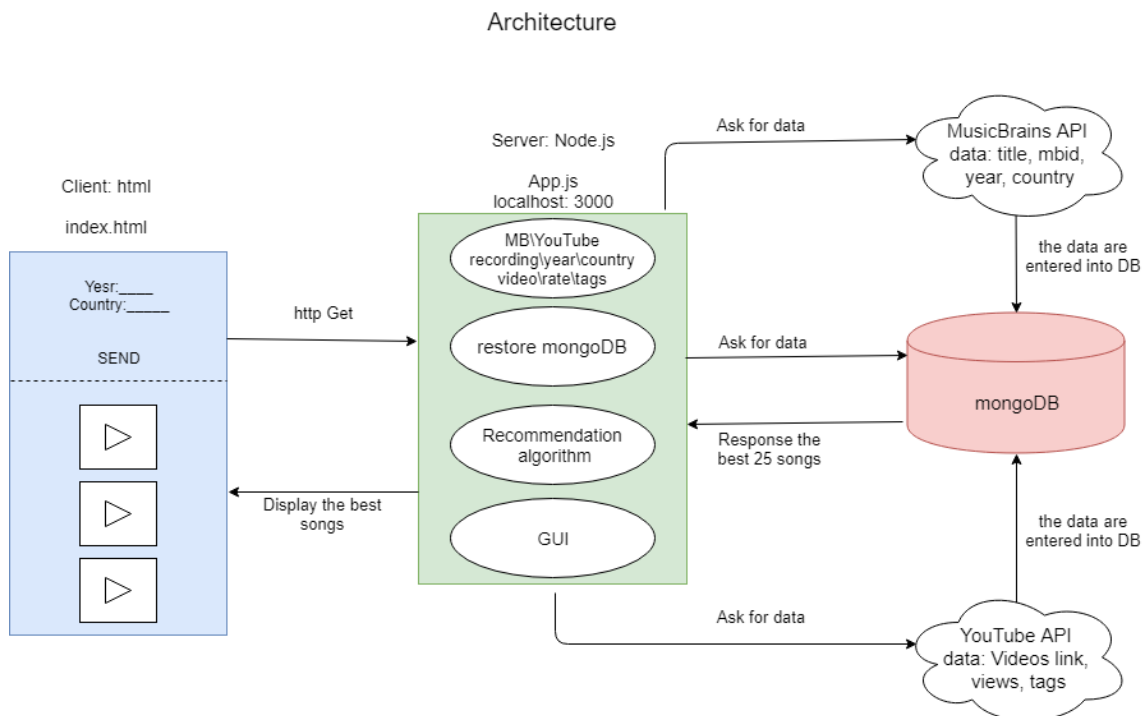 Architecture
Client: html
index.html
Yesr:____
Country:_____
SEND
http Get
Display the best
songs
Server: Node.js
App.js
localhost: 3000
MB\YouTube
recording\year\country
video\rate\tags
restore mongoDB
Recommendation
algorithm
GUI
Ask for data
Ask for data
Response the
best 25 songs
Ask for data
MusicBrains API
data: title, mbid,
year, country
the data are
entered into DB
mongoDB
the data are
entered into DB
YouTube API
data: Videos link,
views, tags